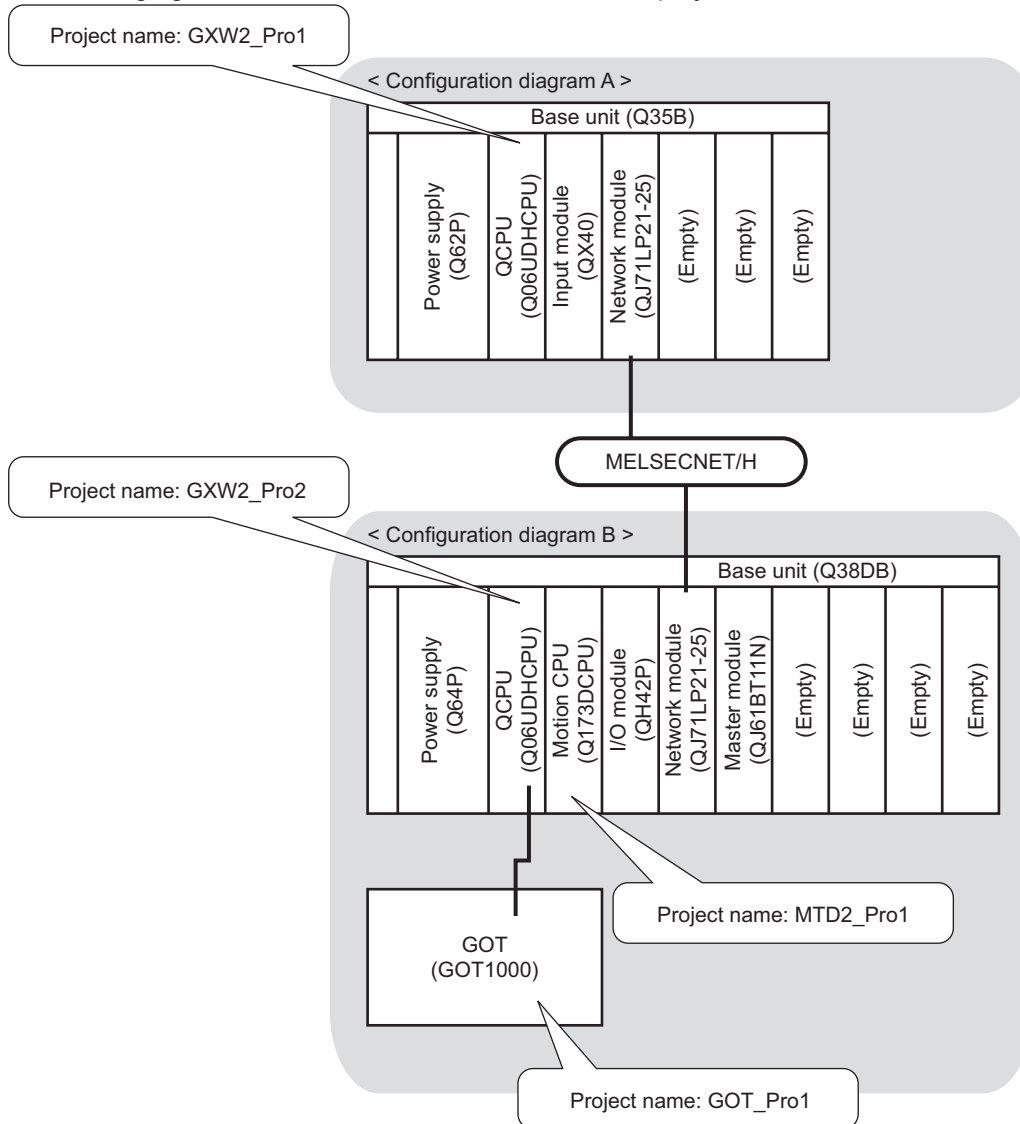 Project name: GXW2_Pro1
< Configuration diagram A >
Base unit (Q35B)
Power supply
(Q62P)
QCPU
(Q06UDHCPU)
Input module
(QX40)
Network module
(QJ71LP21-25)
(Empty)
(Empty)
(Empty)
MELSECNET/H
Project name: GXW2_Pro2
< Configuration diagram B >
Base unit (Q38DB)
Power supply
(Q64P)
QCPU
(Q06UDHCPU)
Motion CPU
(Q173DCPU)
I/O module
(QH42P)
Network module
(QJ71LP21-25)
Master module
(QJ61BT11N)
(Empty)
(Empty)
(Empty)
(Empty)
Project name: MTD2_Pro1
GOT
(GOT1000)
Project name: GOT_Pro1